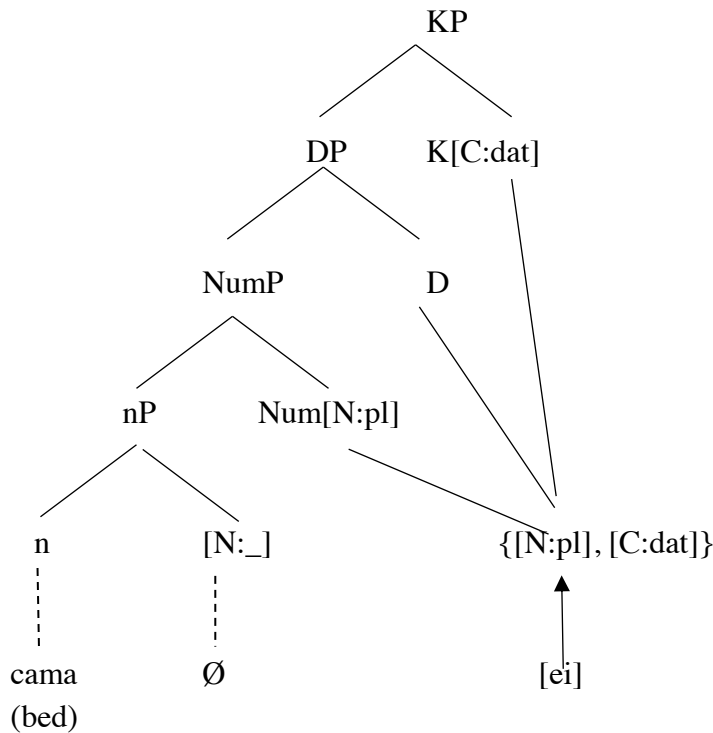 KP
DP K[C:dat]
NumP D
nP Num[N:pl]
n [N:_] {[N:pl], [C:dat]}
cama Ø [ei]
(bed)